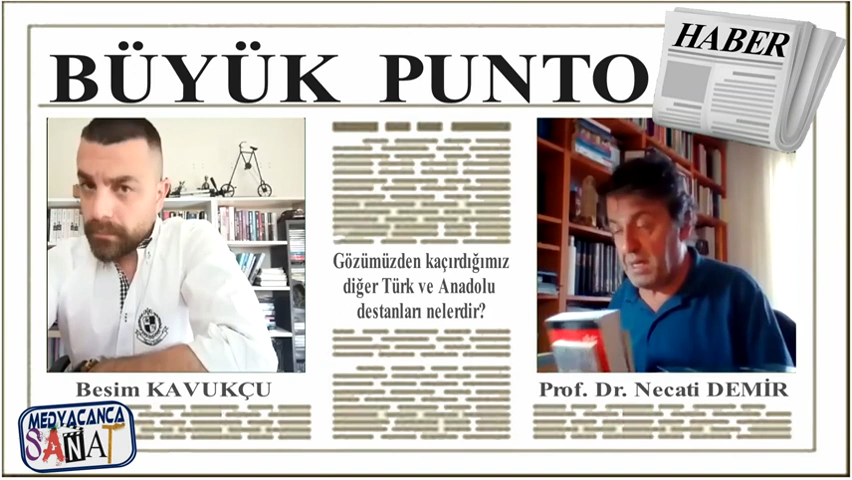 BÜYÜK PUNTO
HABER
Gözümüzden kaçırdığımız
diğer Türk ve Anadolu
destanları nelerdir?
Besim KAVUKÇU
Prof. Dr. Necati DEMİR
MEDYACANCA
SANAT